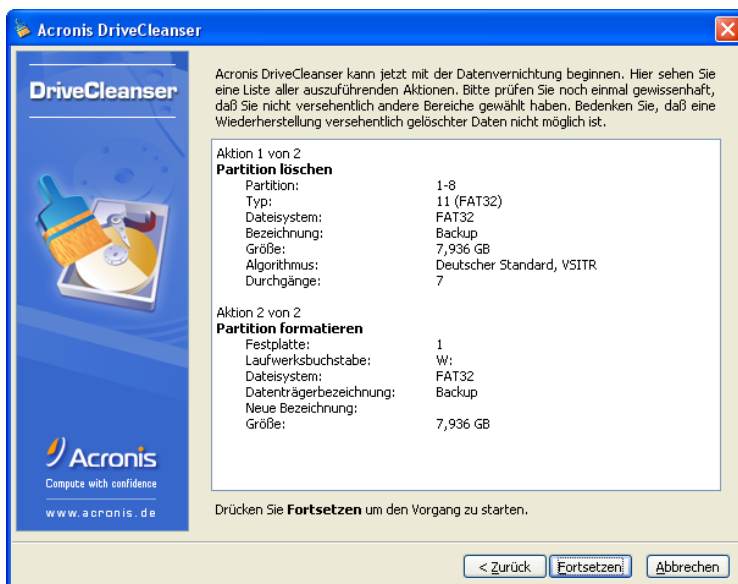 Acronis DriveCleanser
DriveCleanser
Acronis DriveCleanser kann jetzt mit der Datenvernichtung beginnen. Hier sehen Sie
eine Liste aller auszuführenden Aktionen. Bitte prüfen Sie noch einmal gewissenhaft,
daß Sie nicht versehentlich andere Bereiche gewählt haben. Bedenken Sie, daß eine
Wiederherstellung versehentlich gelöschter Daten nicht möglich ist.
Aktion 1 von 2
Partition löschen
Partition: 1-8
Typ: 11 (FAT32)
Dateisystem: FAT32
Bezeichnung: Backup
Größe: 7,936 GB
Algorithmus: Deutscher Standard, VSITR
Durchgänge: 7
Aktion 2 von 2
Partition formatieren
Festplatte: 1
Laufwerksbuchstabe: W:
Dateisystem: FAT32
Datenträgerbezeichnung: Backup
Neue Bezeichnung:
Größe: 7,936 GB
Acronis
Compute with confidence
www.acronis.de
Drücken Sie Fortsetzen um den Vorgang zu starten.
< Zurück Fortsetzen Abbrechen